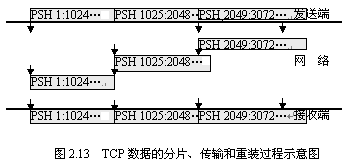 PSH 1:1024··· PSH 1025:2048··· PSH 2049:3072··· 发送端
PSH 2049:3072···
PSH 1025:2048··· 网 络
PSH 1:1024···
PSH 1:1024··· PSH 1025:2048··· PSH 2049:3072··· 接收端
图 2.13 TCP 数据的分片、传输和重装过程示意图